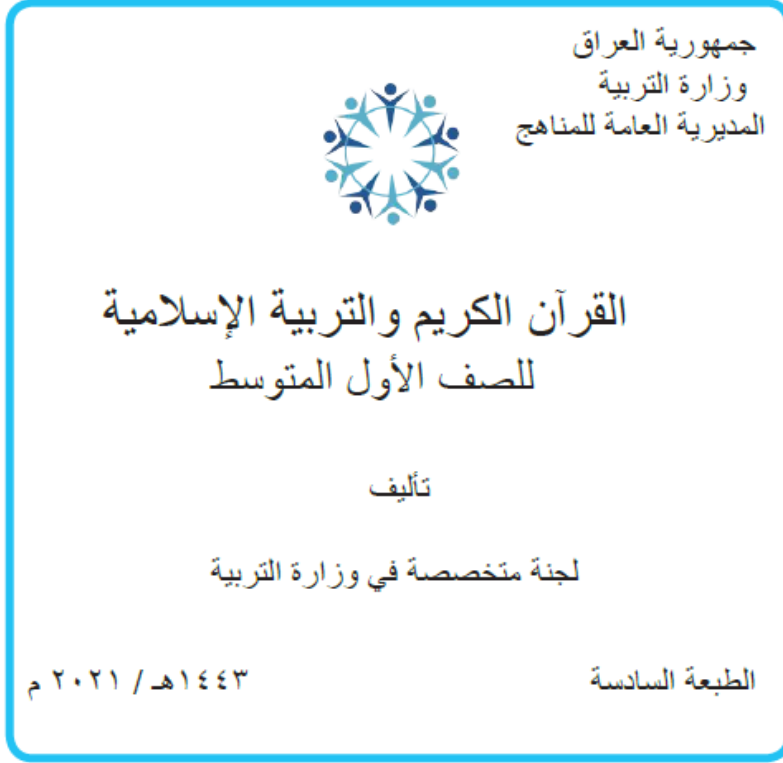 جمهورية العراق
وزارة التربية
المديرية العامة للمناهج
القرآن الكريم والتربية الإسلامية
للصف الأول المتوسط
تأليف
لجنة متخصصة في وزارة التربية
الطبعة السادسة ١٤٤٣هـ / ٢٠٢١ م